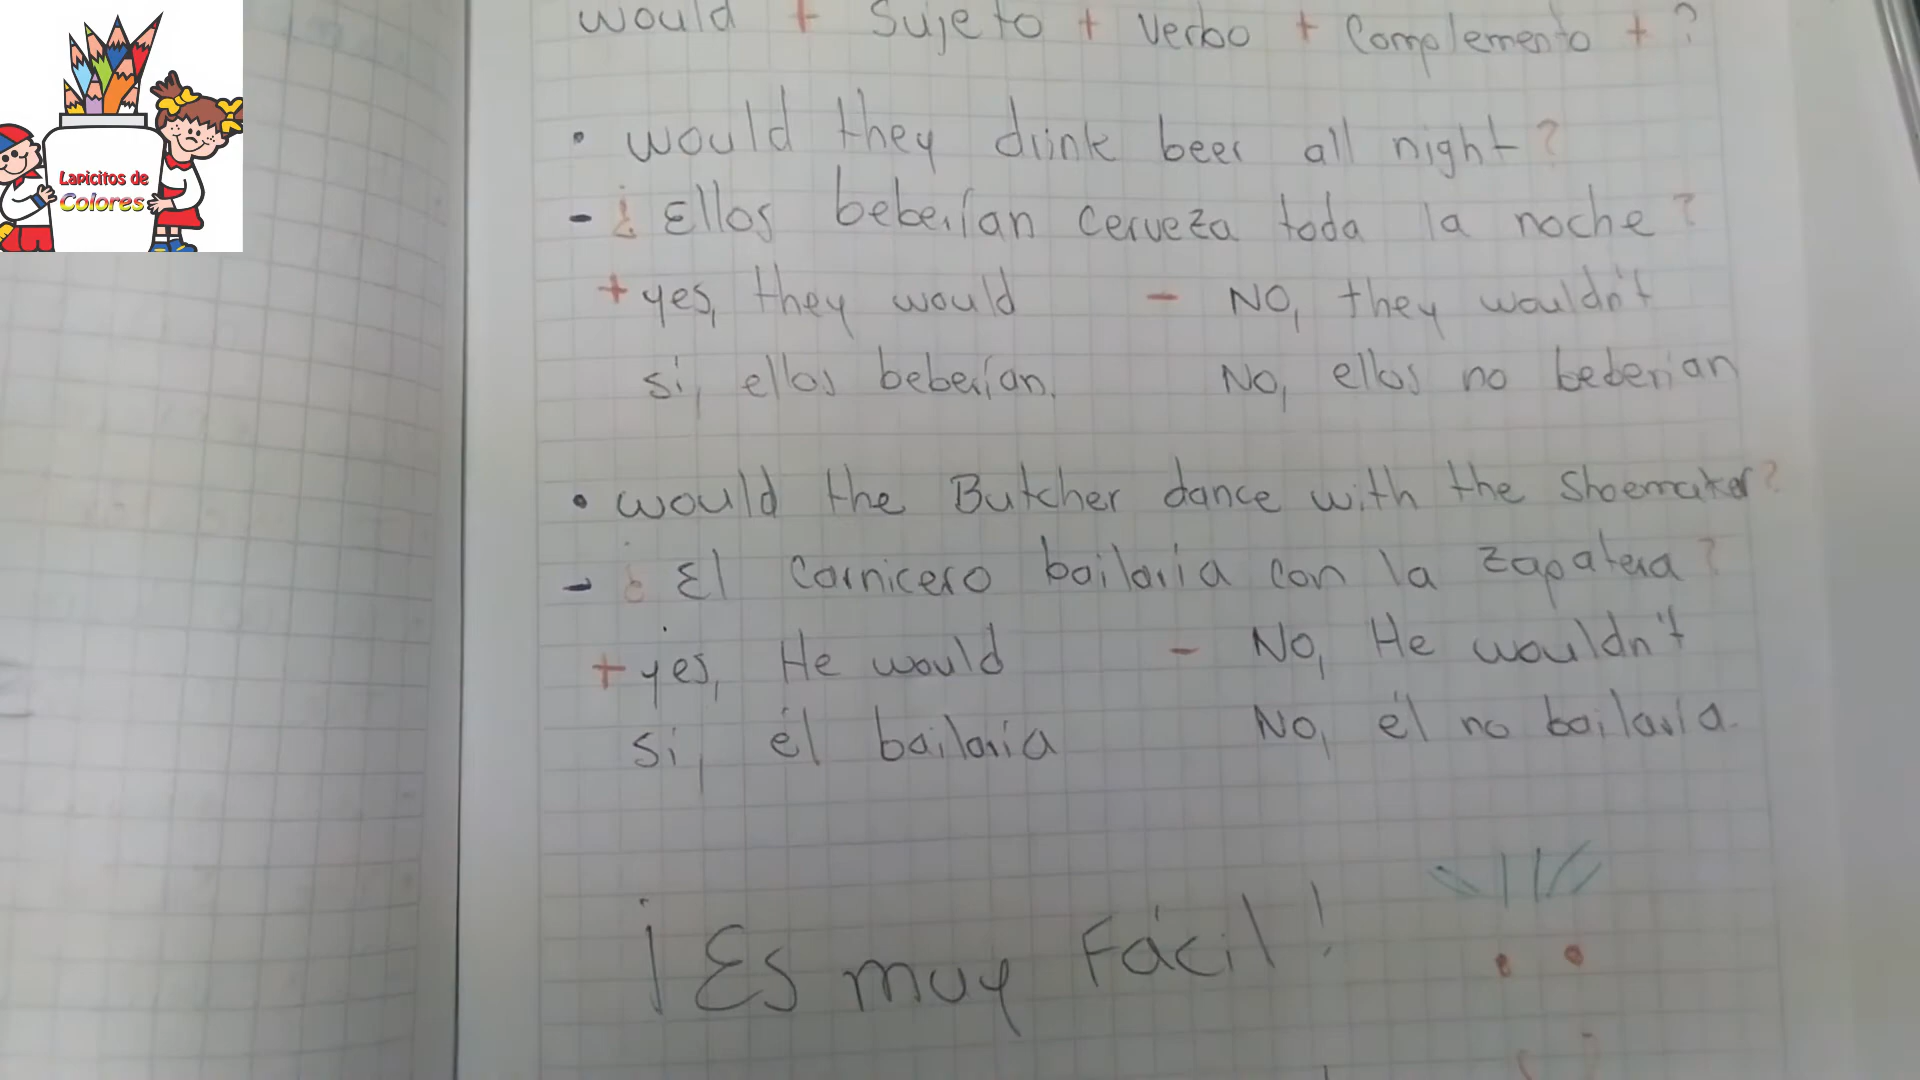 Lapicitos de
Colores
would + Sujeto + Verbo + Complemento + ?
• would they drink beer all night?
- ¿Ellos beberían cerveza toda la noche?
+ yes, they would - NO, they wouldn't
si, ellos beberían. No, ellos no beberian
• would the Butcher dance with the Shoemaker?
- ¿El Carnicero bailaría con la zapatera?
+ yes, He would - No, He wouldn't
si, él bailaría No, él no bailaría.
¡Es muy Fácil!